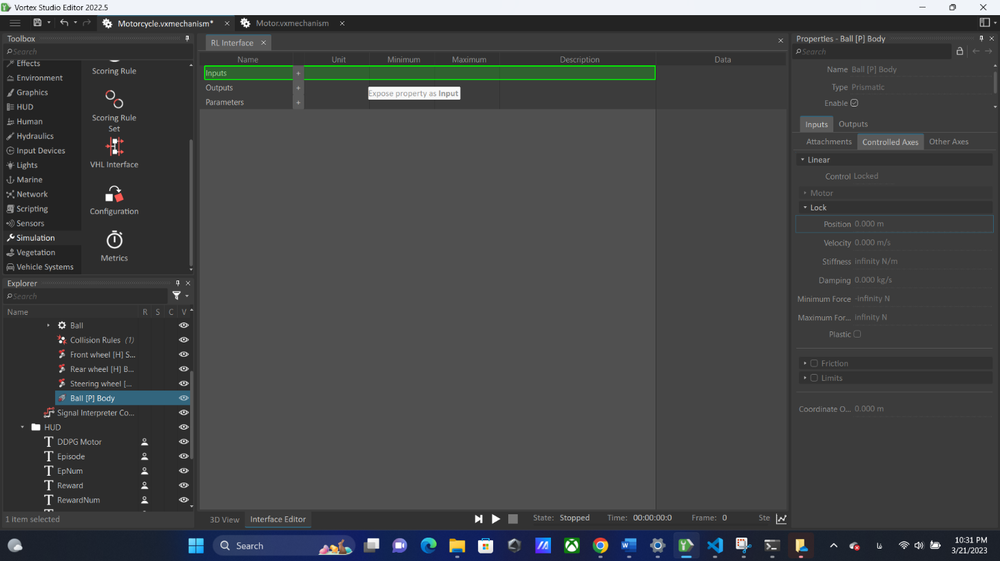 Vortex Studio Editor 2022.5
Motorcycle.vxmechanism*
Motor.vxmechanism
Toolbox
Search
Effects
Environment
Graphics
HUD
Human
Hydraulics
Input Devices
Lights
Marine
Network
Scripting
Sensors
Simulation
Vegetation
Vehicle Systems
Scoring Rule
Scoring Rule
Set
VHL Interface
Configuration
Metrics
Explorer
Search
Name R S C V
Ball
Collision Rules (1)
Front wheel [H] S...
Rear wheel [H] B...
Steering wheel [...
Ball [P] Body
Signal Interpreter Co...
HUD
DDPG Motor
Episode
EpNum
Reward
RewardNum
1 item selected
RL Interface
Name Unit Minimum Maximum Description Data
Inputs +
Outputs +
Parameters +
Expose property as Input
3D View Interface Editor
State: Stopped Time: 00:00:00:0 Frame: 0 Ste
Properties - Ball [P] Body
Search
Name Ball [P] Body
Type Prismatic
Enable
Inputs Outputs
Attachments Controlled Axes Other Axes
Linear
Control Locked
Motor
Lock
Position 0.000 m
Velocity 0.000 m/s
Stiffness infinity N/m
Damping 0.000 kg/s
Minimum Force -infinity N
Maximum For... infinity N
Plastic
Friction
Limits
Coordinate O... 0.000 m
Search
فا
10:31 PM
3/21/2023